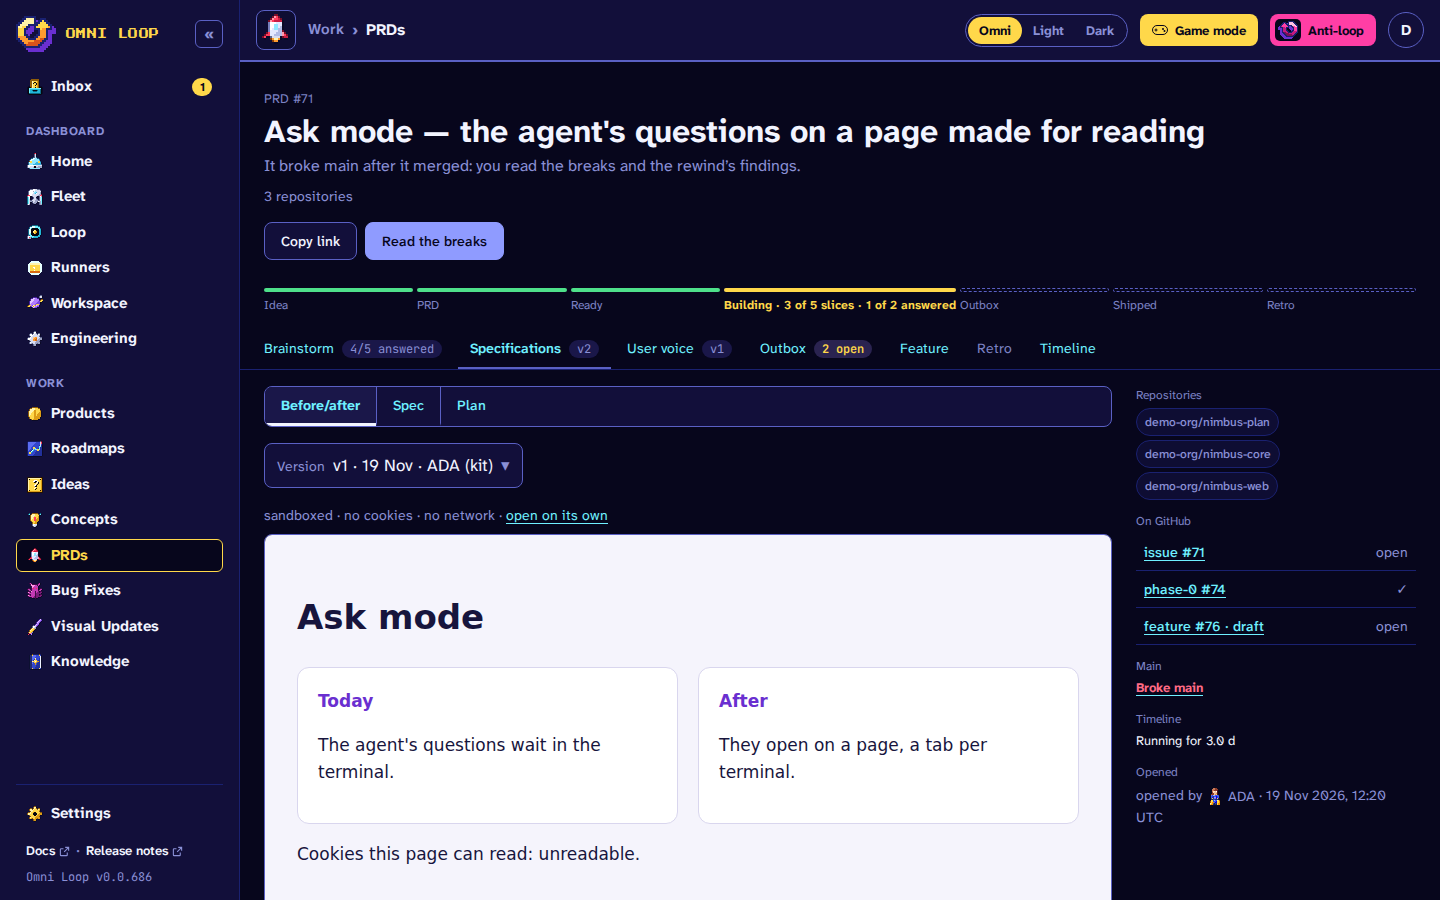 OMNI LOOP
«
Inbox
1
DASHBOARD
Home
Fleet
Loop
Runners
Workspace
Engineering
WORK
Products
Roadmaps
Ideas
Concepts
PRDs
Bug Fixes
Visual Updates
Knowledge
Settings
Docs · Release notes
Omni Loop v0.0.686
Work › PRDs
Omni Light Dark
Game mode
Anti-loop
D
PRD #71
Ask mode — the agent's questions on a page made for reading
It broke main after it merged: you read the breaks and the rewind's findings.
3 repositories
Copy link
Read the breaks
Idea PRD Ready Building · 3 of 5 slices · 1 of 2 answered Outbox Shipped Retro
Brainstorm 4/5 answered Specifications v2 User voice v1 Outbox 2 open Feature Retro Timeline
Before/after Spec Plan
Version v1 · 19 Nov · ADA (kit) ▼
sandboxed · no cookies · no network · open on its own
Ask mode
Today
The agent's questions wait in the
terminal.
After
They open on a page, a tab per
terminal.
Cookies this page can read: unreadable.
Repositories
demo-org/nimbus-plan
demo-org/nimbus-core
demo-org/nimbus-web
On GitHub
issue #71 open
phase-0 #74 ✓
feature #76 · draft open
Main
Broke main
Timeline
Running for 3.0 d
Opened
opened by ADA · 19 Nov 2026, 12:20
UTC